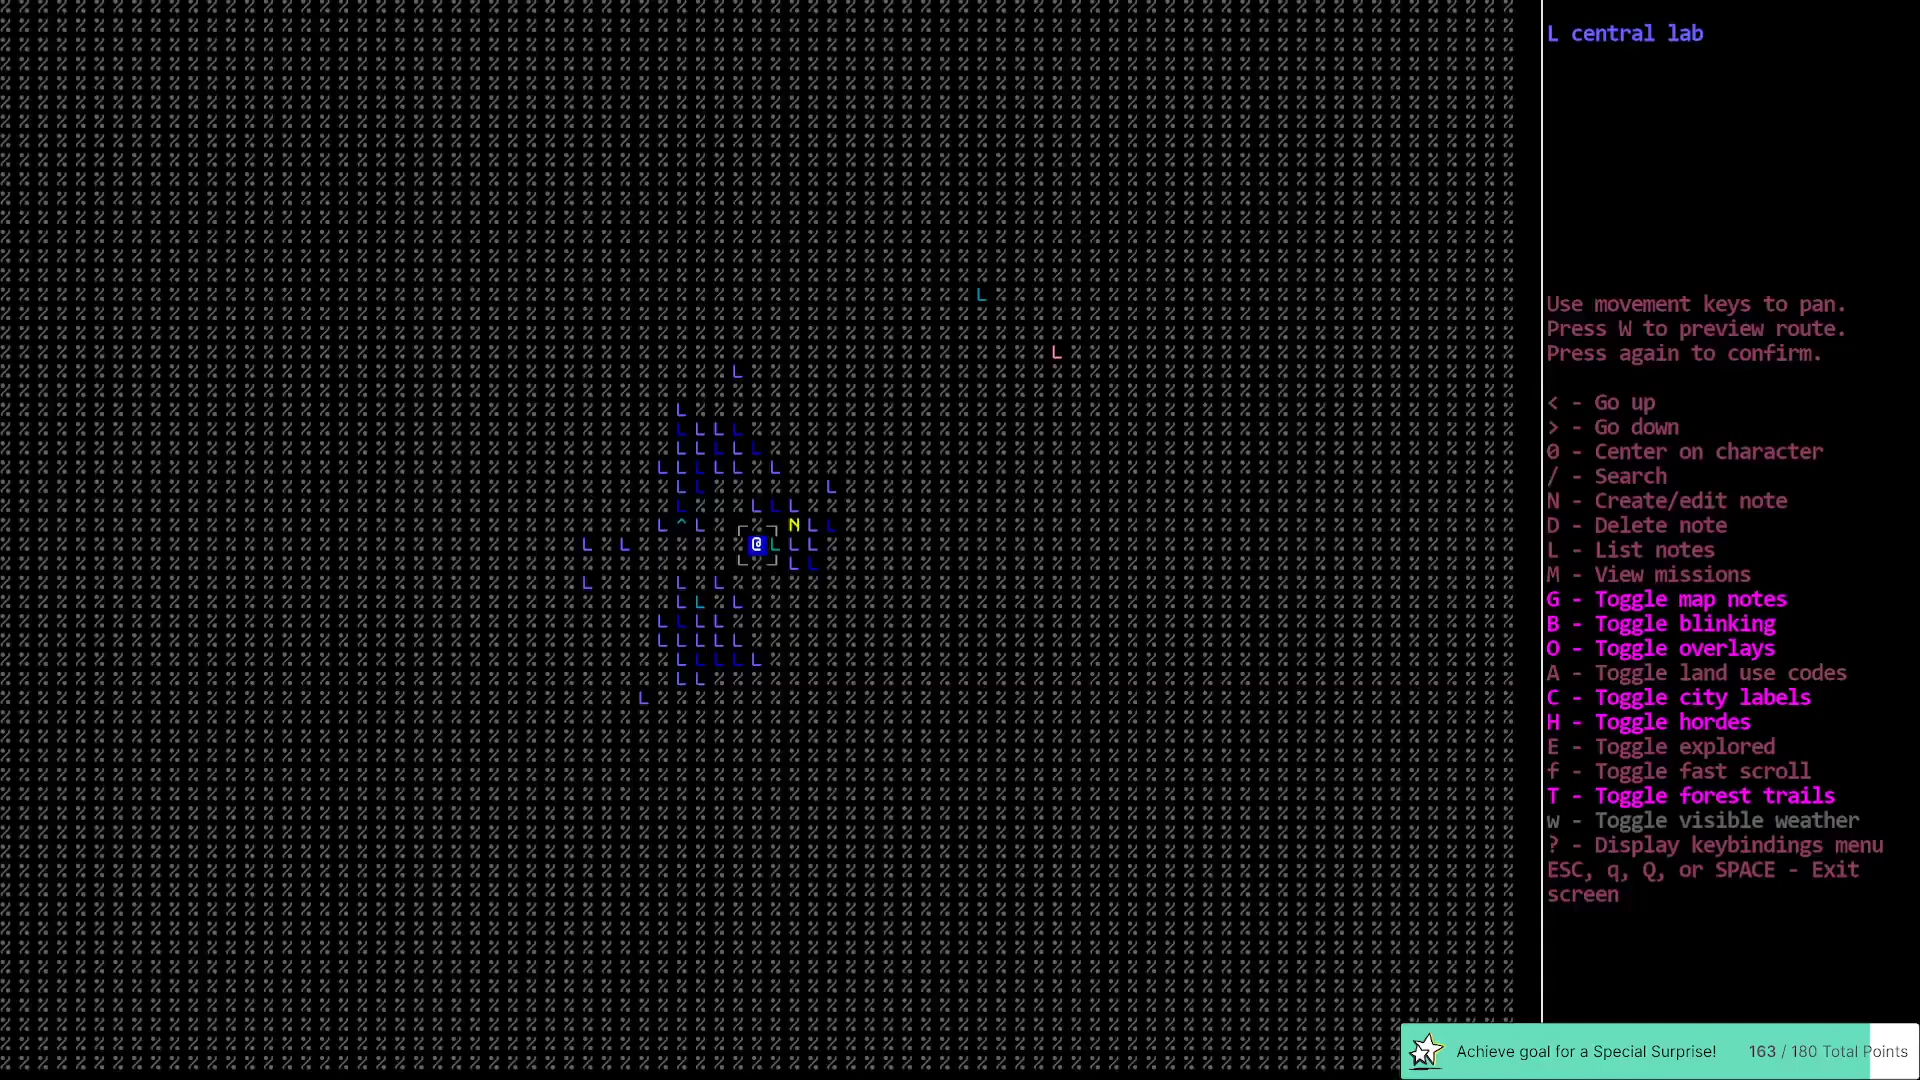 L central lab
Use movement keys to pan.
Press W to preview route.
Press again to confirm.
< - Go up
> - Go down
0 - Center on character
/ - Search
N - Create/edit note
D - Delete note
L - List notes
M - View missions
G - Toggle map notes
B - Toggle blinking
O - Toggle overlays
A - Toggle land use codes
C - Toggle city labels
H - Toggle hordes
E - Toggle explored
f - Toggle fast scroll
T - Toggle forest trails
w - Toggle visible weather
? - Display keybindings menu
ESC, q, Q, or SPACE - Exit
screen
Achieve goal for a Special Surprise! 163 / 180 Total Points